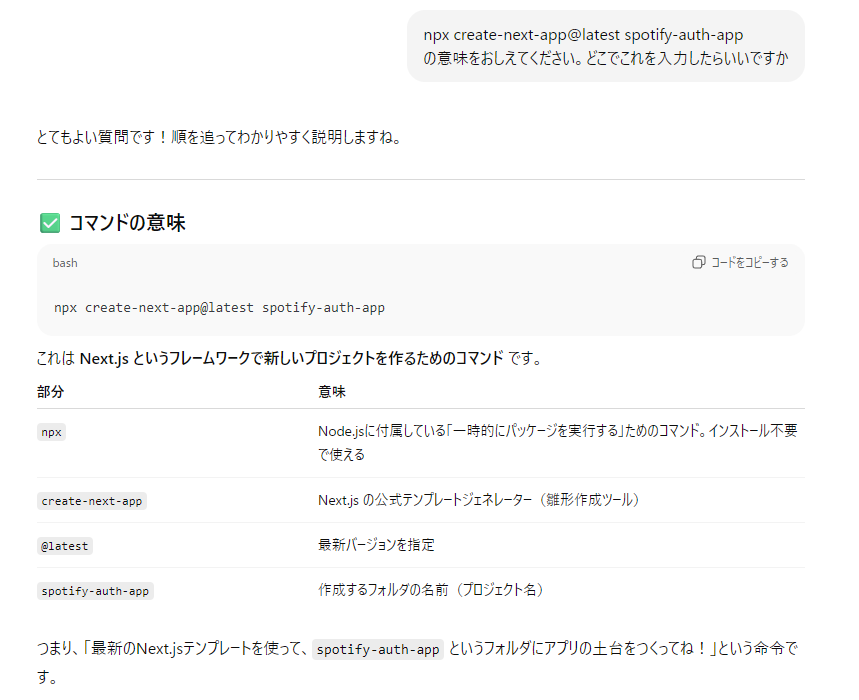 npx create-next-app@latest spotify-auth-app
の意味をおしえてください。どこでこれを入力したらいいですか
とてもよい質問です！順を追ってわかりやすく説明しますね。
✅ コマンドの意味
bash コードをコピーする
npx create-next-app@latest spotify-auth-app
これは Next.js というフレームワークで新しいプロジェクトを作るためのコマンド です。
部分 意味
npx Node.jsに付属している「一時的にパッケージを実行する」ためのコマンド。インストール不要
で使える
create-next-app Next.js の公式テンプレートジェネレーター（雛形作成ツール）
@latest 最新バージョンを指定
spotify-auth-app 作成するフォルダの名前（プロジェクト名）
つまり、「最新のNext.jsテンプレートを使って、 spotify-auth-app というフォルダにアプリの土台をつくってね！」という命令で
す。